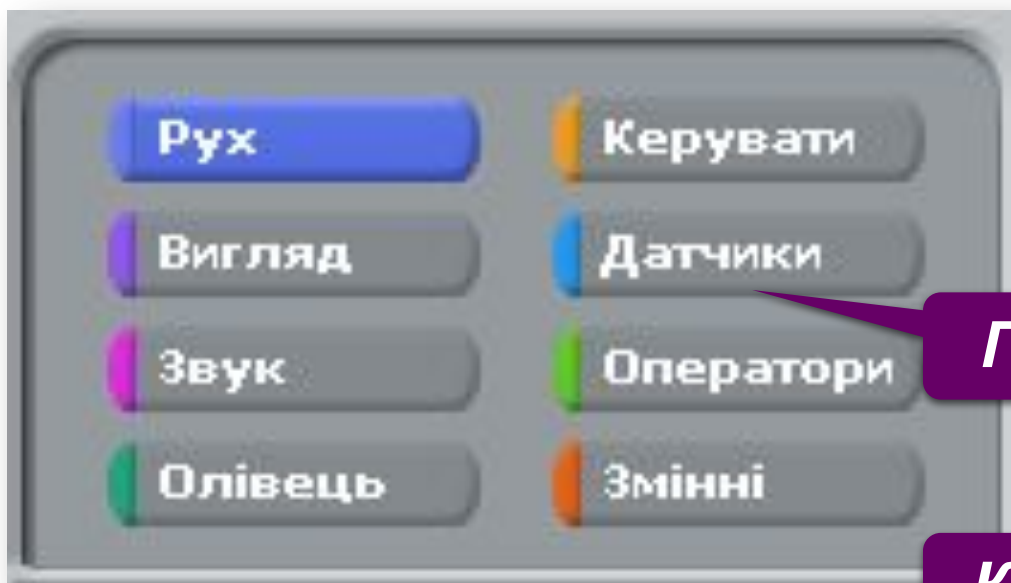 Рух
Керувати
Вигляд
Датчики
Звук
Оператори
Олівець
Змінні